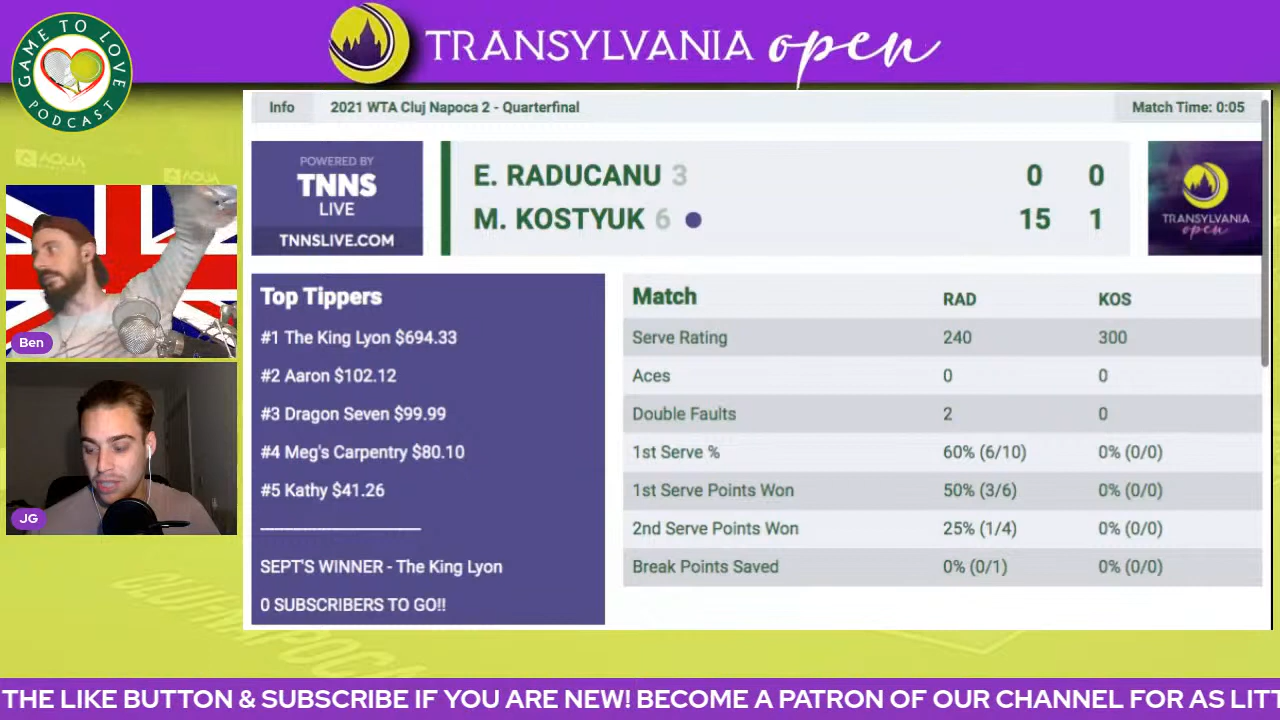 GAME TO LOVE
PODCAST
TRANSYLVANIA open
Info
2021 WTA Cluj Napoca 2 - Quarterfinal
Match Time: 0:05
POWERED BY
TNNS
LIVE
TNNSLIVE.COM
E. RADUCANU 3 0 0
M. KOSTYUK 6 15 1
TRANSYLVANIA
open
Top Tippers
#1 The King Lyon $694.33
#2 Aaron $102.12
#3 Dragon Seven $99.99
#4 Meg's Carpentry $80.10
#5 Kathy $41.26
SEPT'S WINNER - The King Lyon
0 SUBSCRIBERS TO GO!!
Match RAD KOS
Serve Rating 240 300
Aces 0 0
Double Faults 2 0
1st Serve % 60% (6/10) 0% (0/0)
1st Serve Points Won 50% (3/6) 0% (0/0)
2nd Serve Points Won 25% (1/4) 0% (0/0)
Break Points Saved 0% (0/1) 0% (0/0)
AQUA
AQUA
Ben
JG
CLUJ-NAPOCA
THE LIKE BUTTON & SUBSCRIBE IF YOU ARE NEW! BECOME A PATRON OF OUR CHANNEL FOR AS LITT